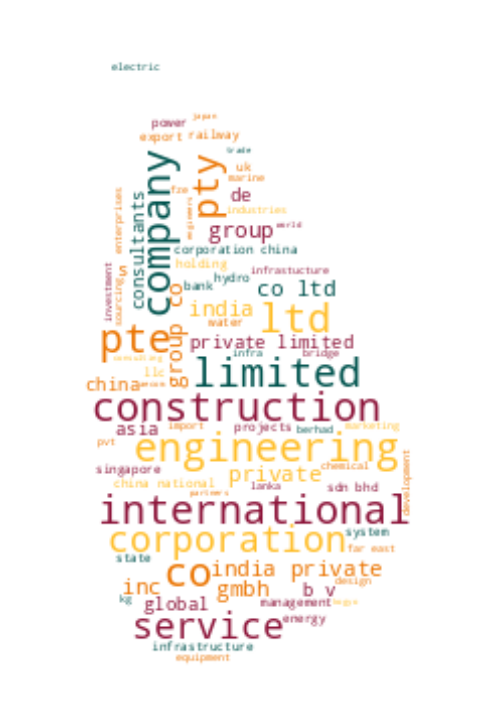 electric
power
japan
export railway
trade
uk
fze
marine
pty
de
company
consultants
enterprises
engineers
industries
group
world
corporation china
s
holding
infrastucture
investment
sourcing
bank
hydro
co ltd
group co
india
ltd
water
pte
private limited
infra
bridge
consulting
limited
llc
china
aecom
construction
asia
import
projects
berhad
marketing
pvt
engineering
singapore
private
chemical
china national
lanka
sdn bhd
development
partners
international
corporation
system
far east
state
co
india private
design
inc
gmbh
b v
kg
global
management
service
energy
infrastructure
equipment